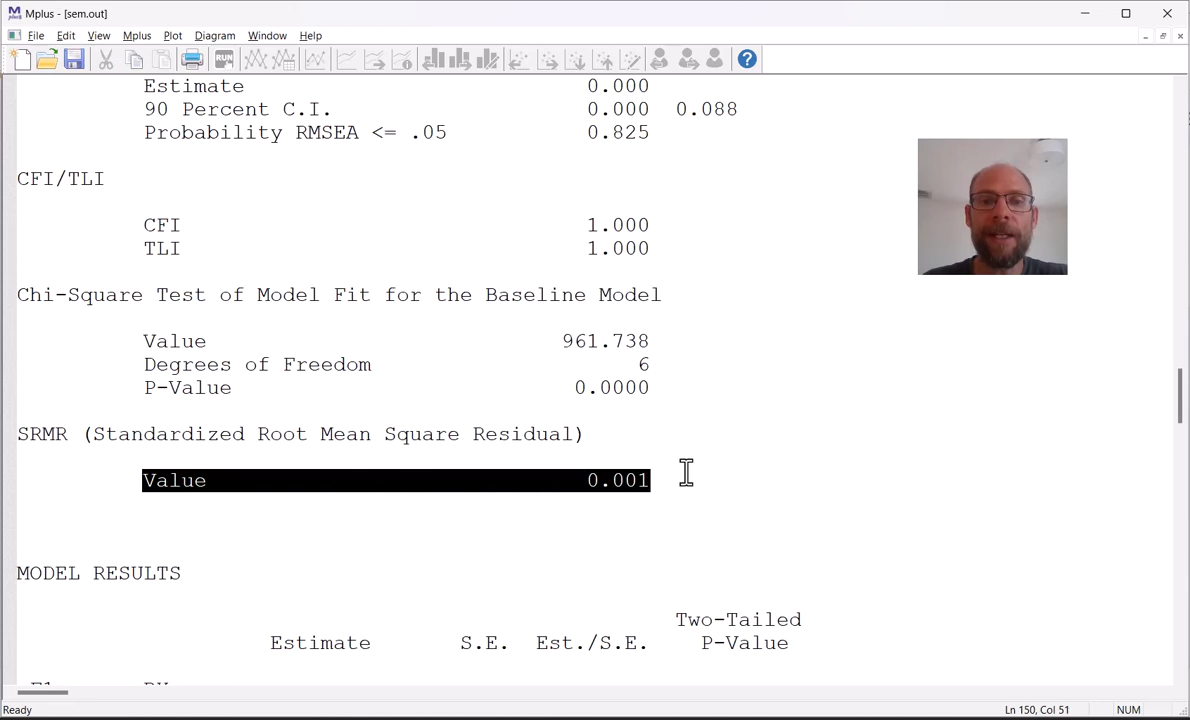 Mplus - [sem.out]
File Edit View Mplus Plot Diagram Window Help
RUN
Estimate 0.000
90 Percent C.I. 0.000 0.088
Probability RMSEA <= .05 0.825
CFI/TLI
CFI 1.000
TLI 1.000
Chi-Square Test of Model Fit for the Baseline Model
Value 961.738
Degrees of Freedom 6
P-Value 0.0000
SRMR (Standardized Root Mean Square Residual)
Value 0.001
MODEL RESULTS
Two-Tailed
Estimate S.E. Est./S.E. P-Value
Ready Ln 150, Col 51 NUM